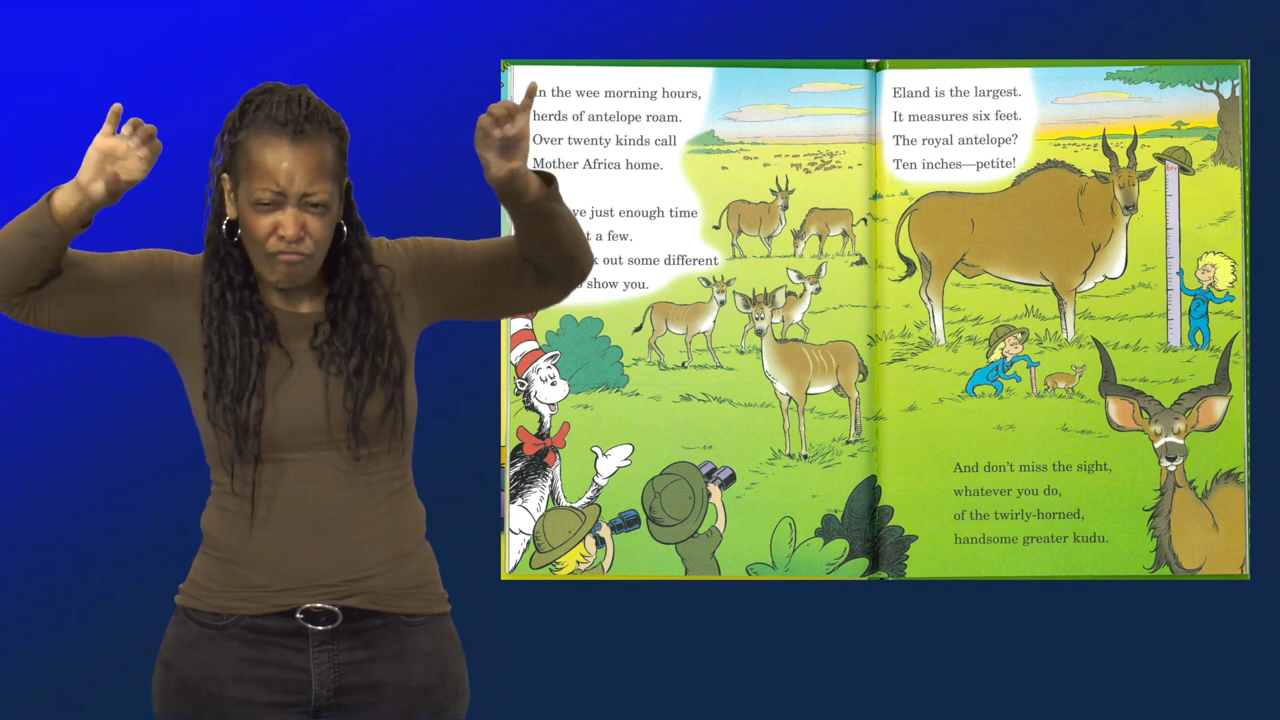 In the wee morning hours,
herds of antelope roam.
Over twenty kinds call
Mother Africa home.
just enough time
a few.
out some different
show you.
Eland is the largest.
It measures six feet.
The royal antelope?
Ten inches—petite!
And don't miss the sight,
whatever you do,
of the twirly-horned,
handsome greater kudu.